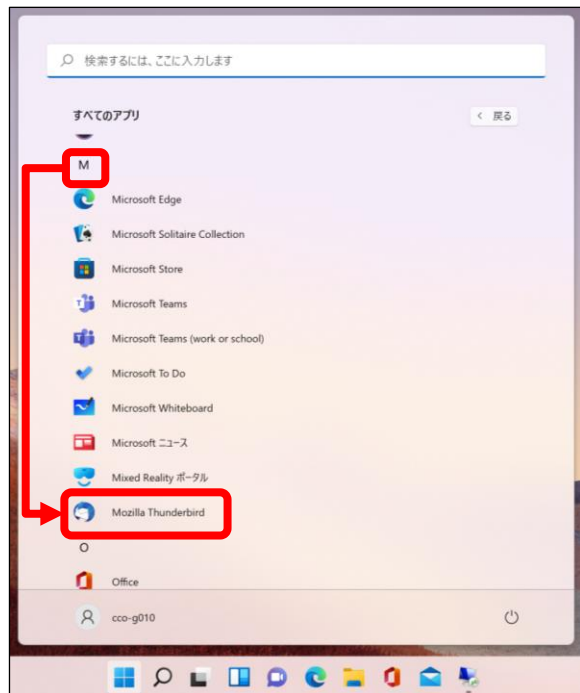 検索するには、ここに入力します
すべてのアプリ
< 戻る
M
Microsoft Edge
Microsoft Solitaire Collection
Microsoft Store
Microsoft Teams
Microsoft Teams (work or school)
Microsoft To Do
Microsoft Whiteboard
Microsoft ニュース
Mixed Reality ポータル
Mozilla Thunderbird
O
Office
cco-g010